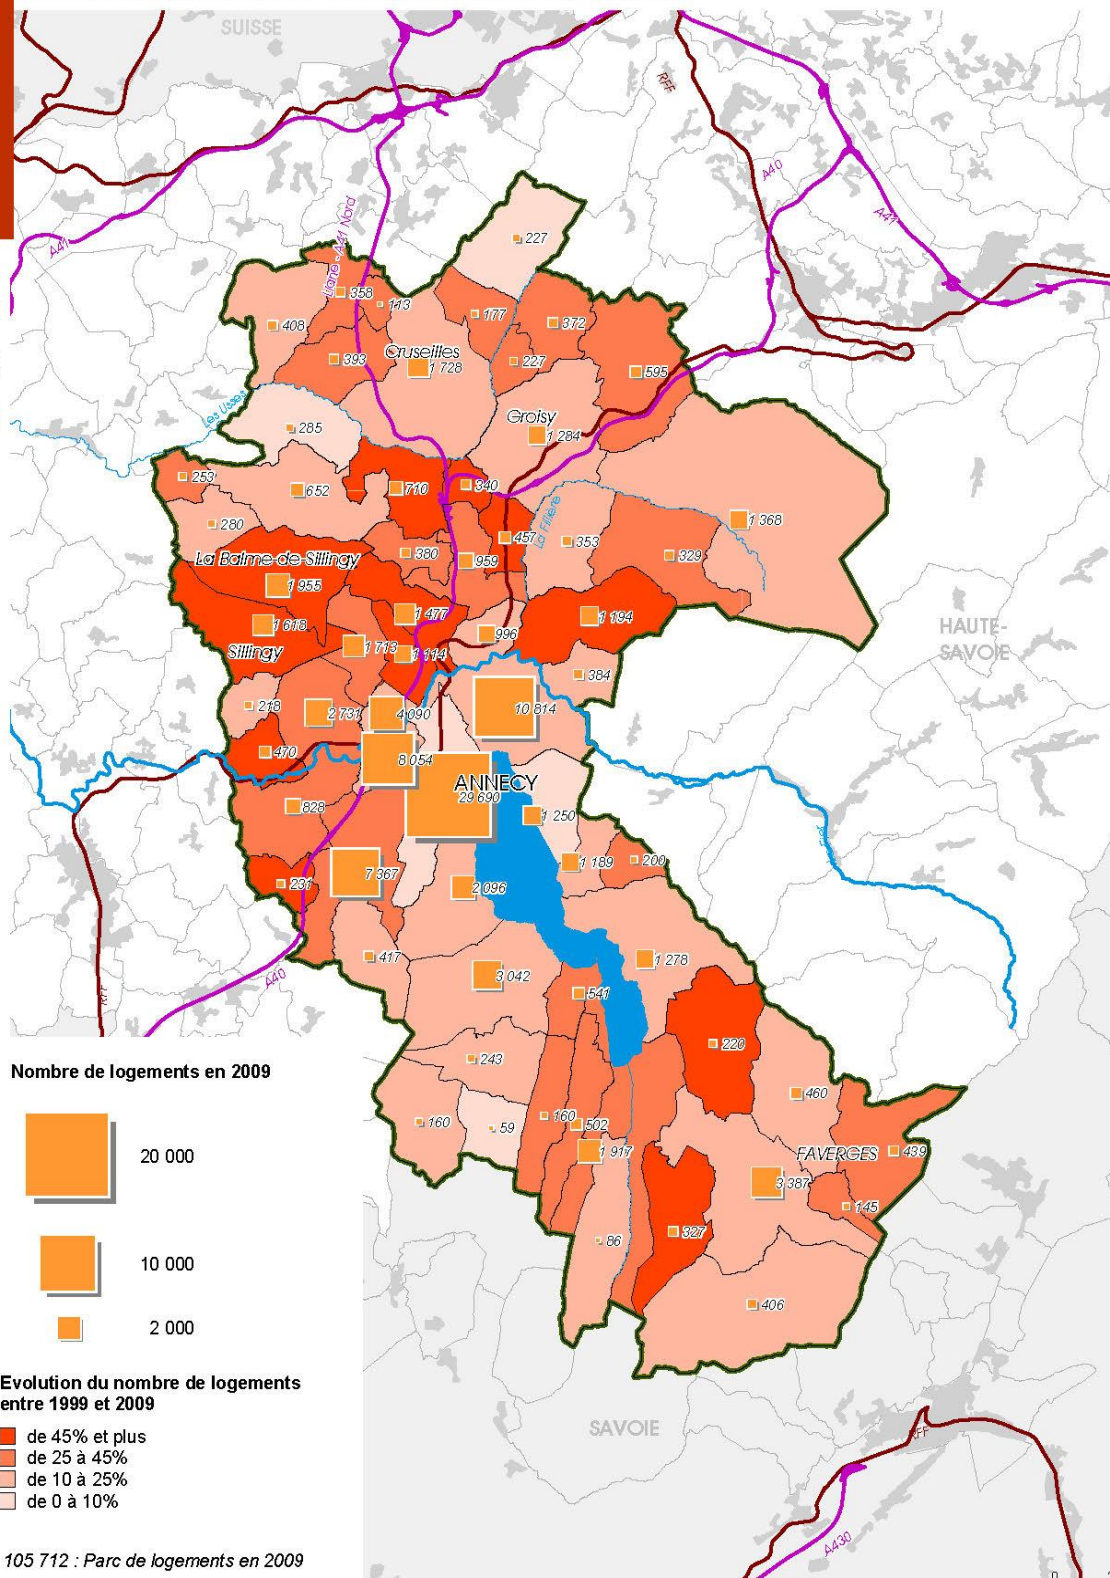 SUISSE
RFF
A40
A41
A41
Liane - A41 Nord
227
358
113
408
177
372
393
Cruseilles
1 728
227
595
Les Usses
Groisy
1 284
285
253
652
710
340
280
457
La Fillière
353
1 368
329
La Balme-de-Sillingy
380
959
1 955
1 477
1 194
1 618
996
HAUTE-
SAVOIE
Sillingy
1 713
1 114
384
218
2 731
4 090
10 814
470
8 054
ANNECY
29 690
828
1 250
7 367
1 189
200
231
2 096
417
1 278
A40
RFF
3 042
541
220
243
460
160
59
160
502
1 917
FAVERGES
439
3 387
145
327
86
406
SAVOIE
RFF
A430
Nombre de logements en 2009
20 000
10 000
2 000
Evolution du nombre de logements
entre 1999 et 2009
de 45% et plus
de 25 à 45%
de 10 à 25%
de 0 à 10%
105 712 : Parc de logements en 2009